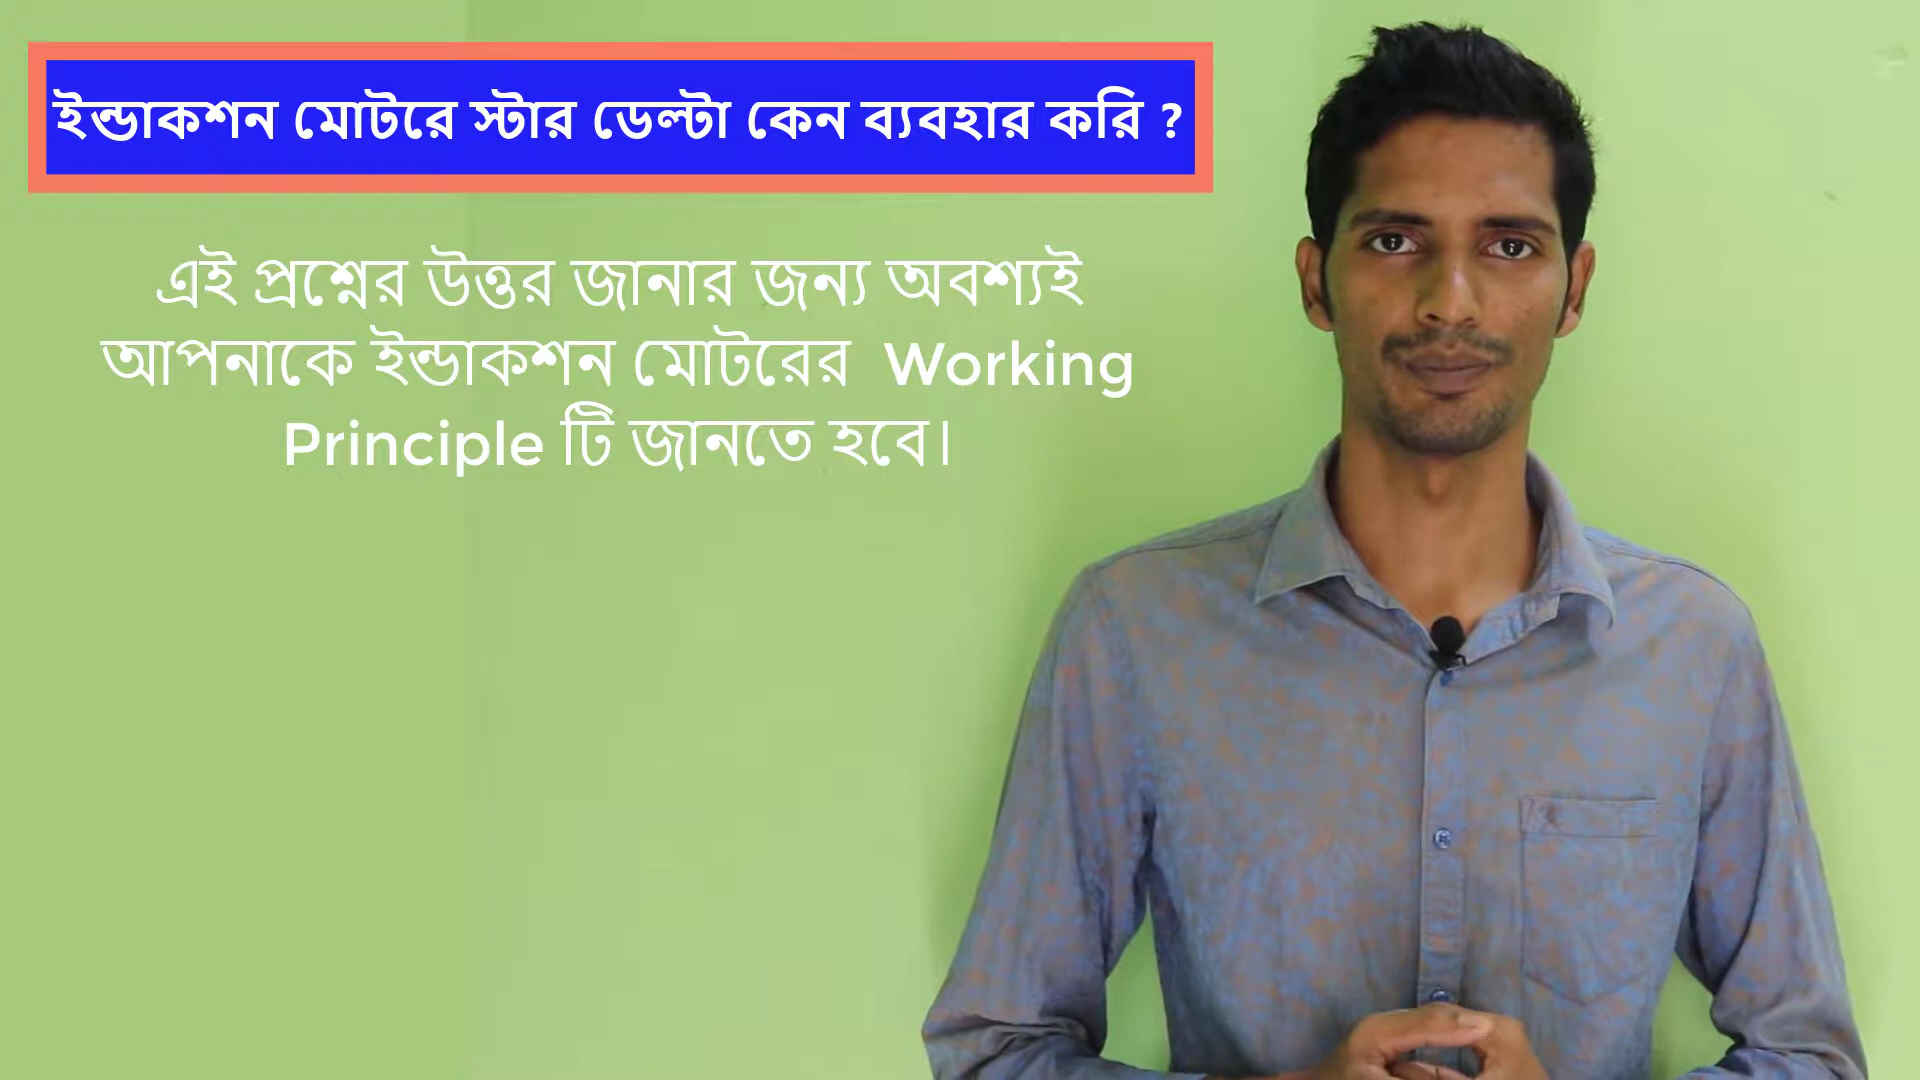 ইন্ডাকশন মোটরে স্টার ডেল্টা কেন ব্যবহার করি ?
এই প্রশ্নের উত্তর জানার জন্য অবশ্যই
আপনাকে ইন্ডাকশন মোটরের Working
Principle টি জানতে হবে।